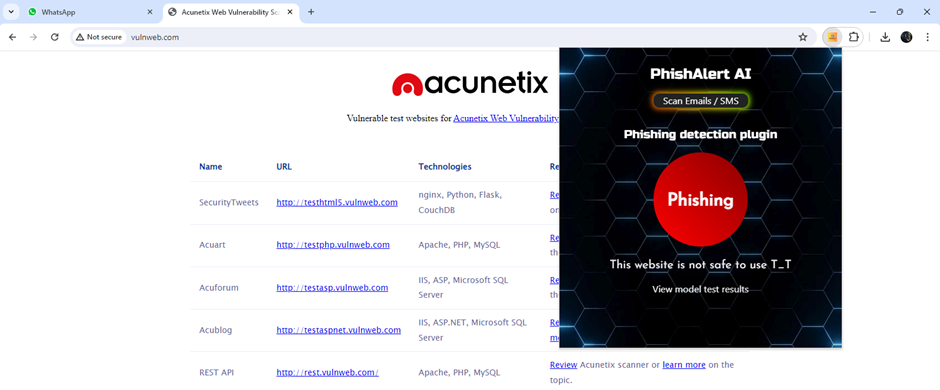 WhatsApp
Acunetix Web Vulnerability Sc
Not secure
vulnweb.com
acunetix
Vulnerable test websites for Acunetix Web Vulnerability
Name URL Technologies Re
SecurityTweets http://testhtml5.vulnweb.com nginx, Python, Flask, Re
CouchDB on
Acuart http://testphp.vulnweb.com Apache, PHP, MySQL Re
the
Acuforum http://testasp.vulnweb.com IIS, ASP, Microsoft SQL Re
Server the
Acublog http://testaspnet.vulnweb.com IIS, ASP.NET, Microsoft SQL Re
Server mo
REST API http://rest.vulnweb.com/ Apache, PHP, MySQL Review Acunetix scanner or learn more on the
topic.
PhishAlert AI
Scan Emails / SMS
Phishing detection plugin
Phishing
This website is not safe to use T_T
View model test results